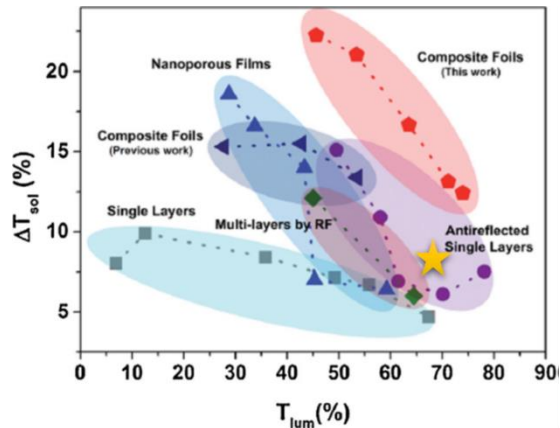 Nanoporous Films
Composite Foils
(This work)
Composite Foils
(Previous work)
Single Layers
Multi-layers by RF
Antireflected
Single Layers
ΔTsol (%)
20
15
10
5
0
10
20
30
40
50
60
70
80
90
Tlum(%)